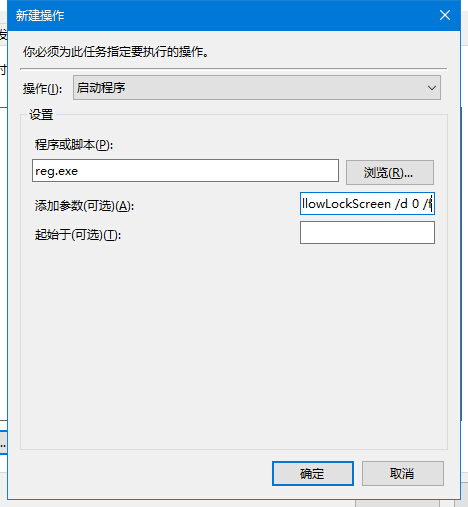 新建操作
你必须为此任务指定要执行的操作。
操作(I):
启动程序
设置
程序或脚本(P):
reg.exe
浏览(R)...
添加参数(可选)(A):
llowLockScreen /d 0 /f
起始于(可选)(T):
确定
取消